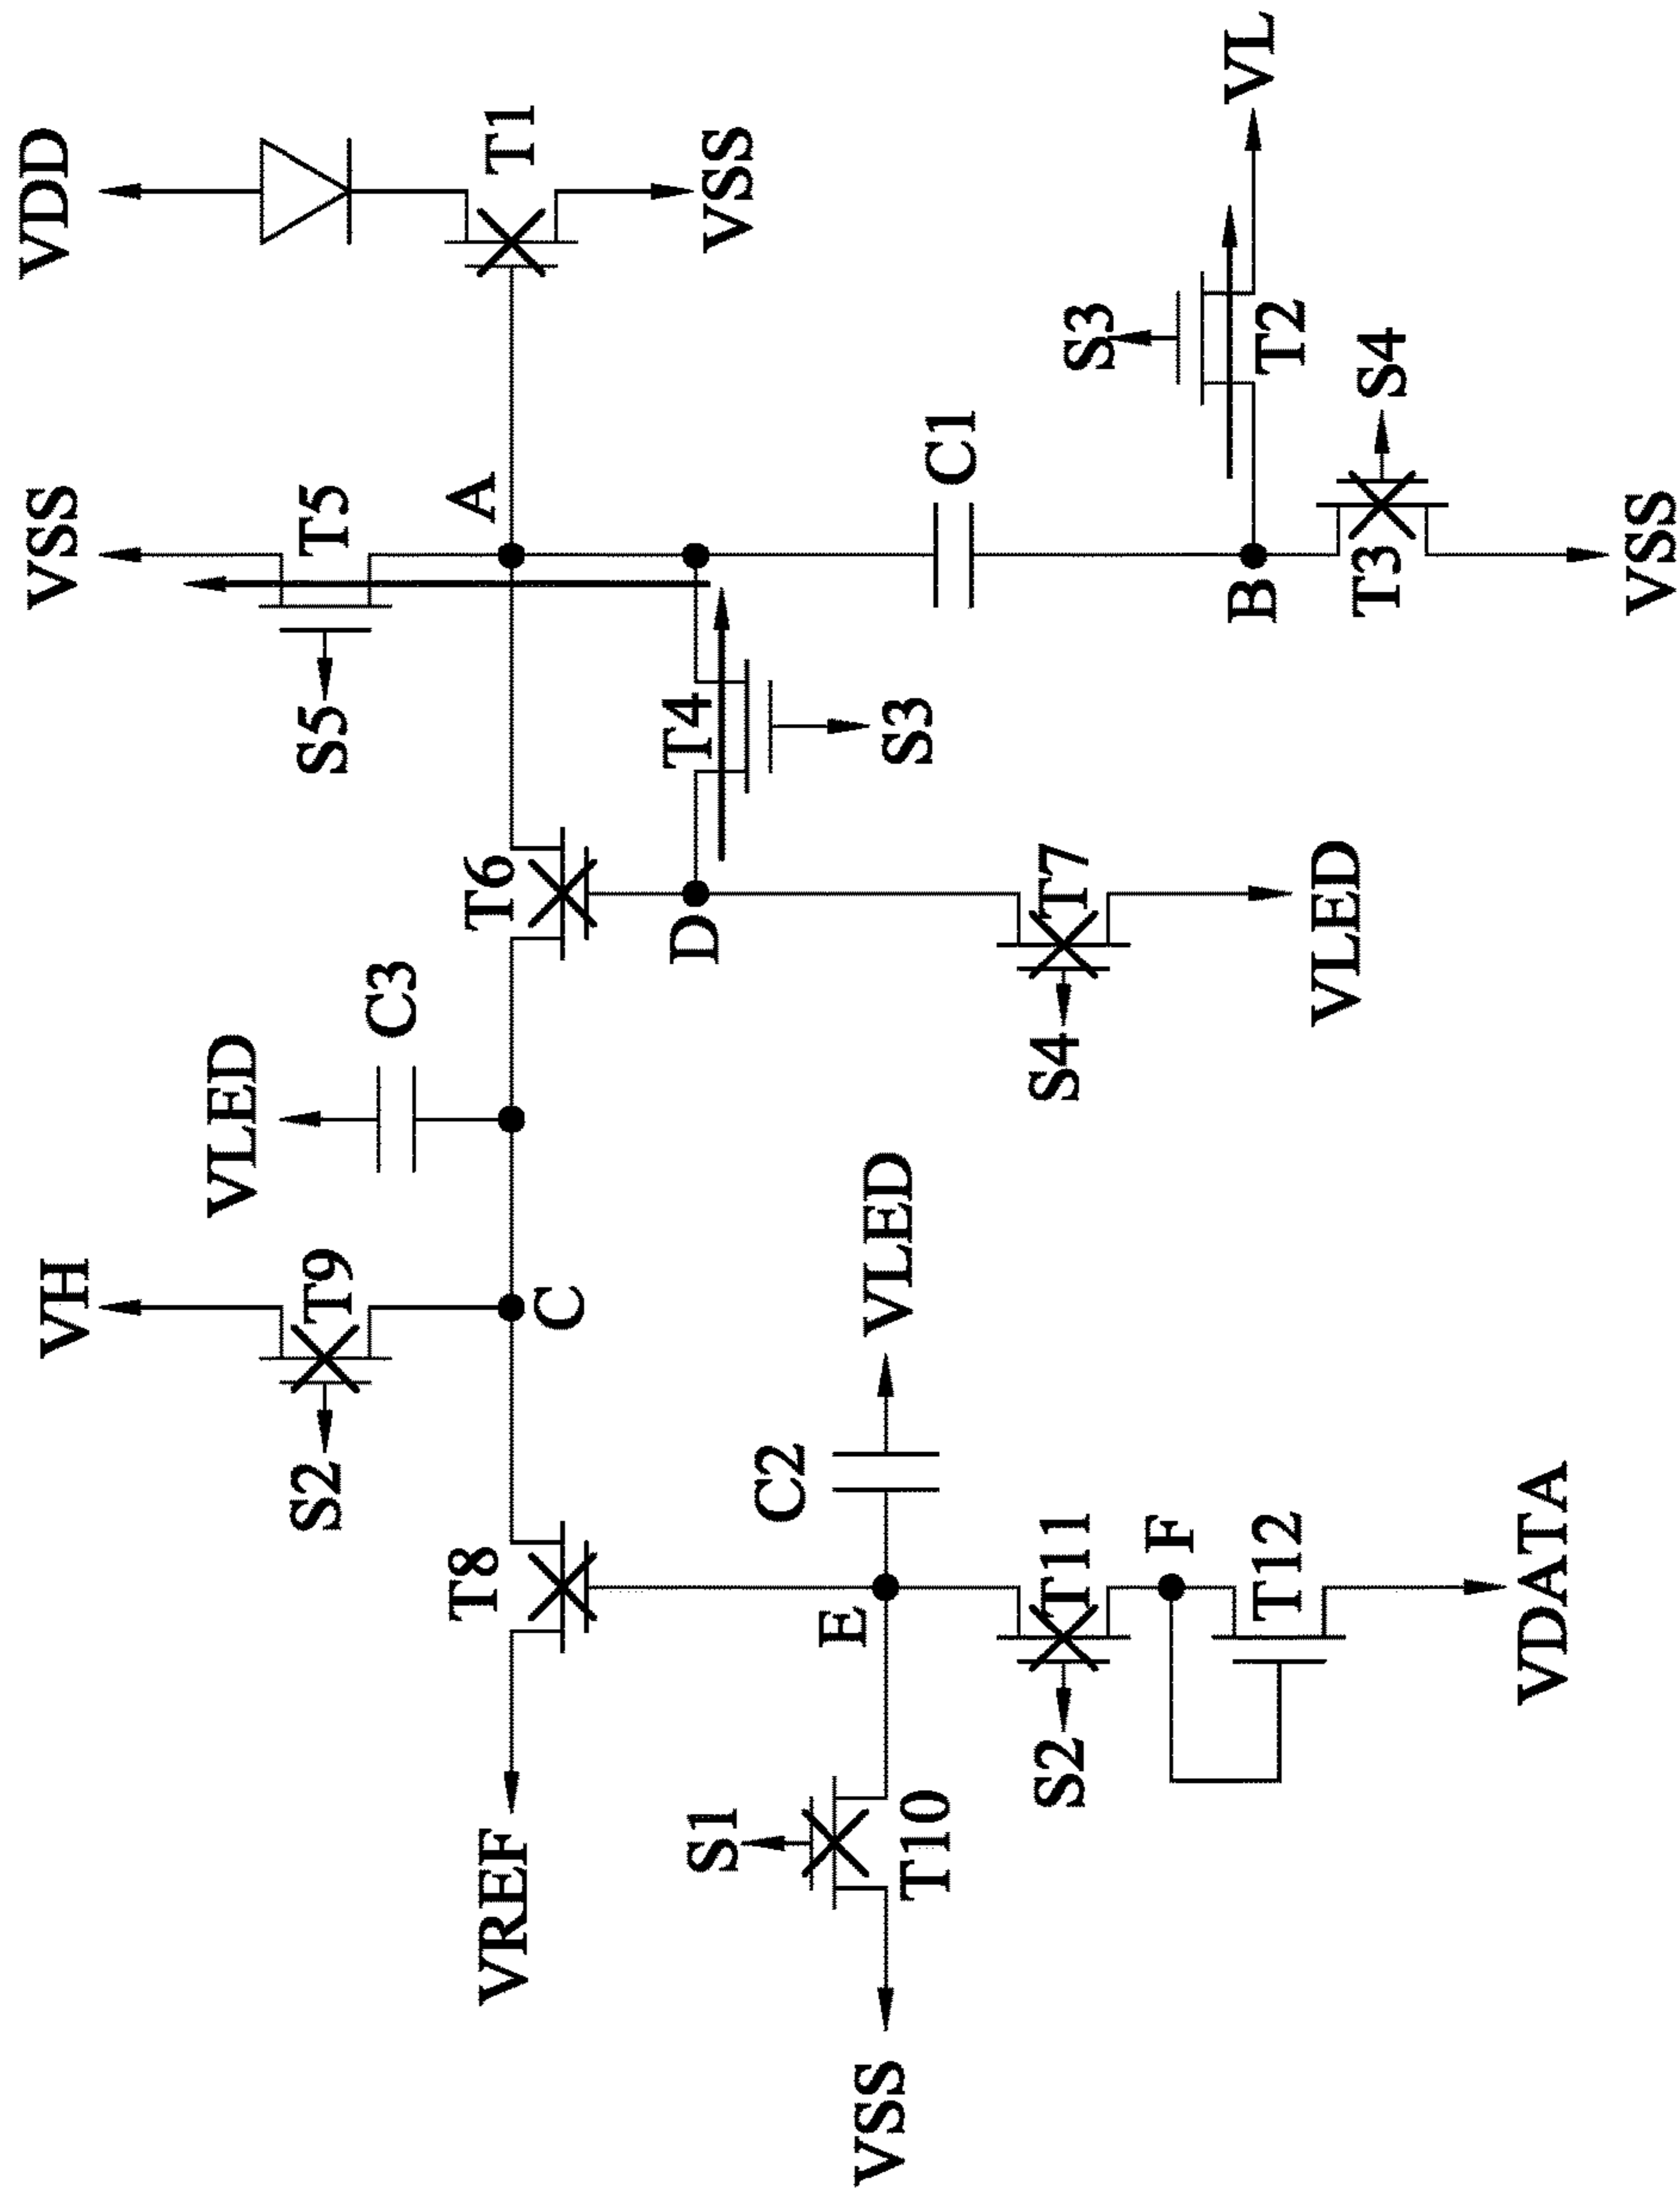 VDD
T1
VSS
VSS
T5
A
S5
T6
T4
S3
D
C1
S3
T2
VL
B
T3
S4
VSS
T7
S4
VLED
VLED
C3
VH
T9
S2
C
T8
VREF
C2
VLED
E
S1
T10
VSS
T11
S2
F
T12
VDATA